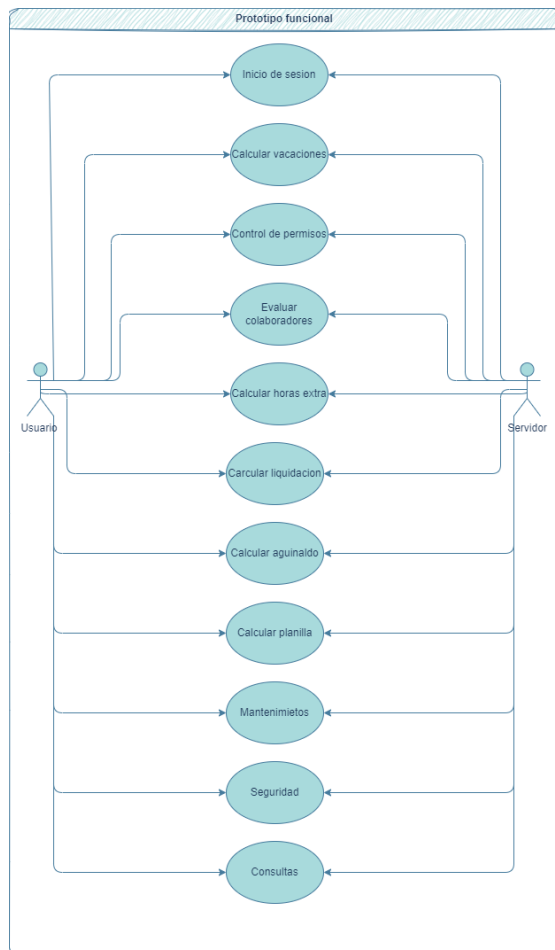 Prototipo funcional
Inicio de sesion
Calcular vacaciones
Control de permisos
Evaluar
colaboradores
Calcular horas extra
Usuario
Servidor
Carcular liquidacion
Calcular aguinaldo
Calcular planilla
Mantenimietos
Seguridad
Consultas